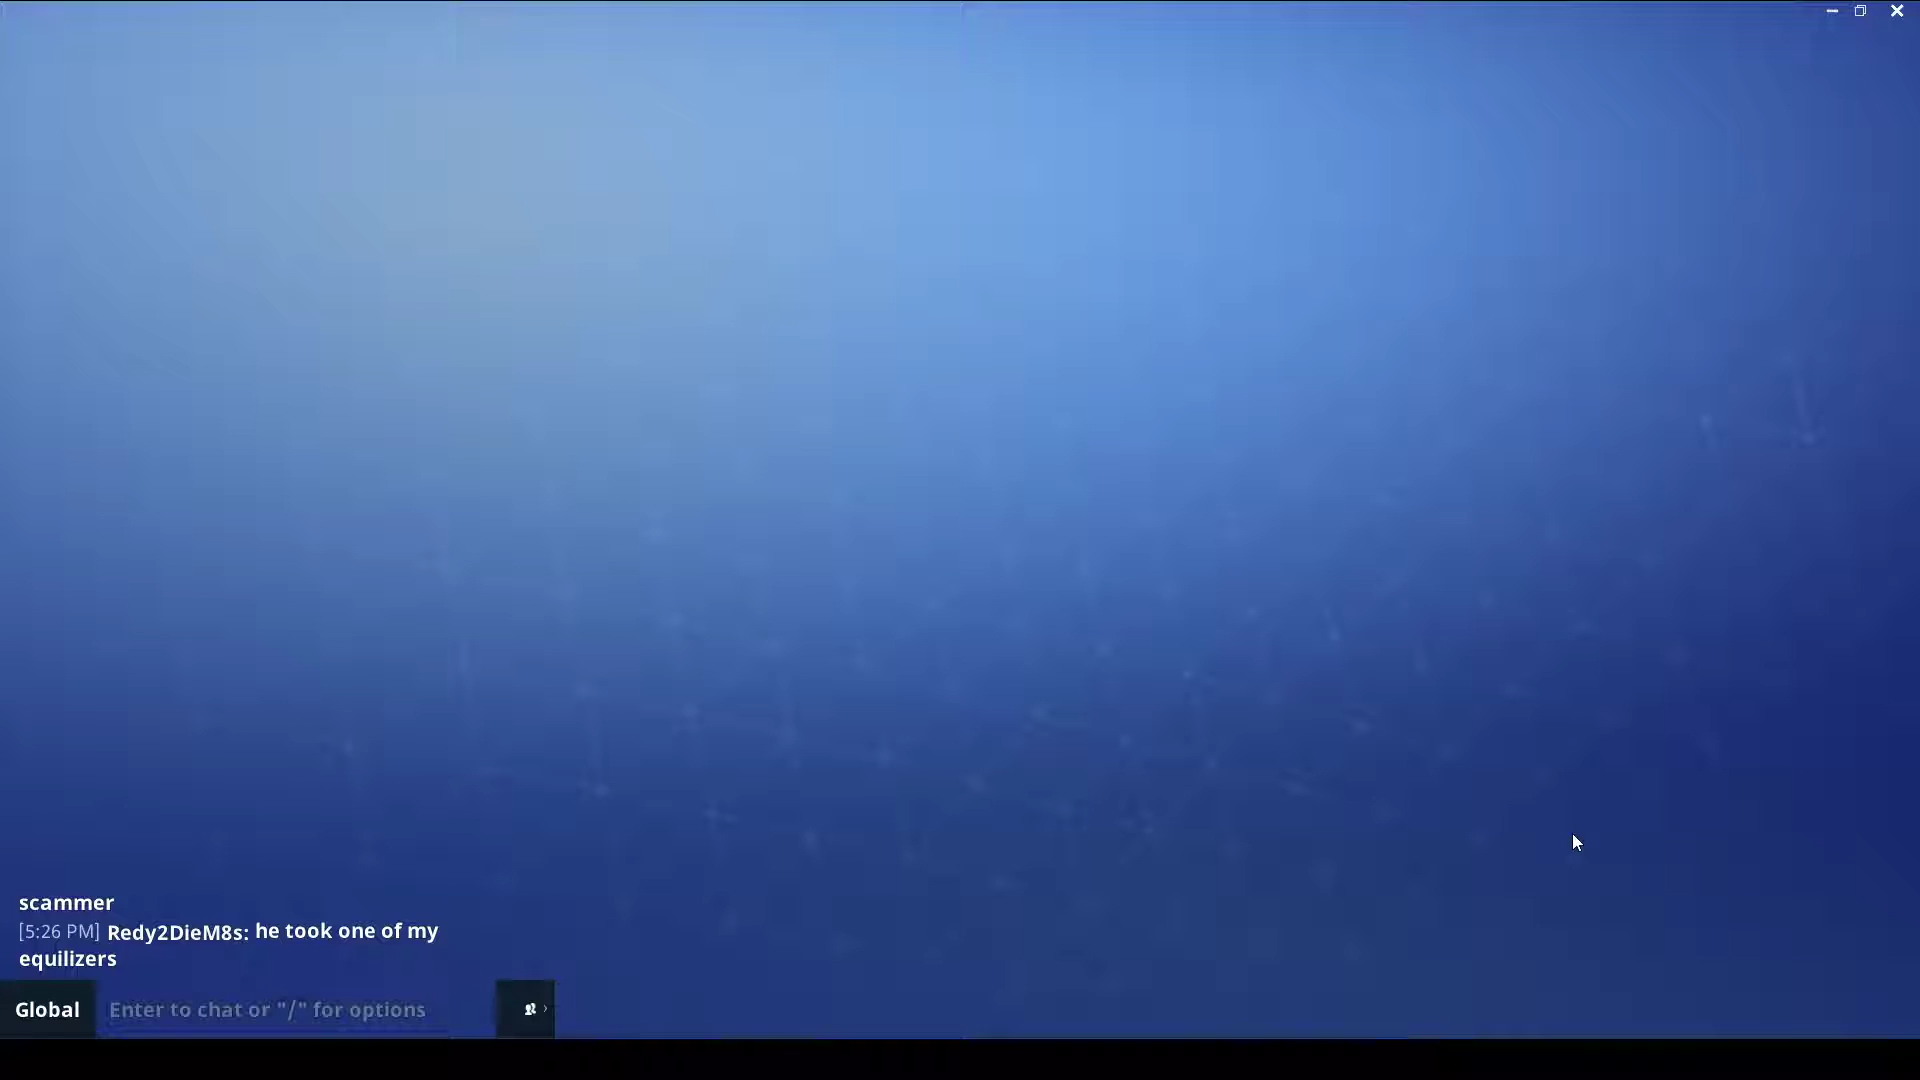 scammer
[5:26 PM] Redy2DieM8s: he took one of my
equilizers
Global
Enter to chat or "/" for options